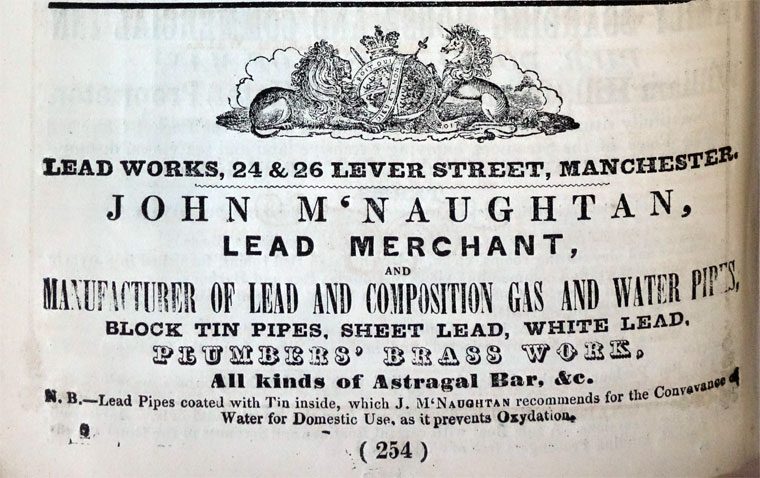 LEAD WORKS, 24 & 26 LEVER STREET, MANCHESTER.
JOHN M‘NAUGHTAN,
LEAD MERCHANT,
AND
MANUFACTURER OF LEAD AND COMPOSITION GAS AND WATER PIPES,
BLOCK TIN PIPES, SHEET LEAD, WHITE LEAD,
PLUMBERS’ BRASS WORK,
All kinds of Astragal Bar, &c.
N. B.—Lead Pipes coated with Tin inside, which J. M‘NAUGHTAN recommends for the Conveyance of
Water for Domestic Use, as it prevents Oxydation.
( 254 )